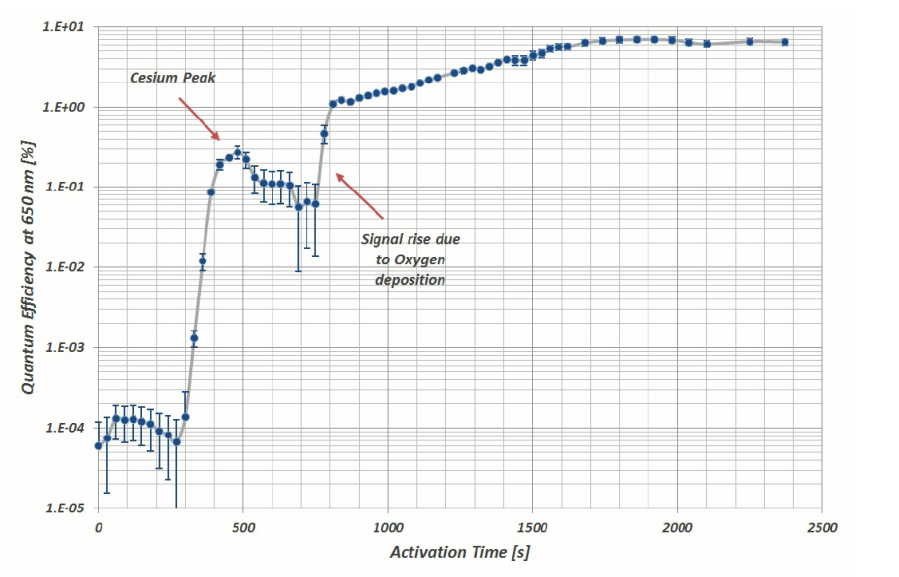 1.E+01
Cesium Peak
1.E+00
1.E-01
Signal rise due
to Oxygen
deposition
1.E-02
1.E-03
1.E-04
1.E-05
Quantum Efficiency at 650 nm [%]
0 500 1000 1500 2000 2500
Activation Time [s]